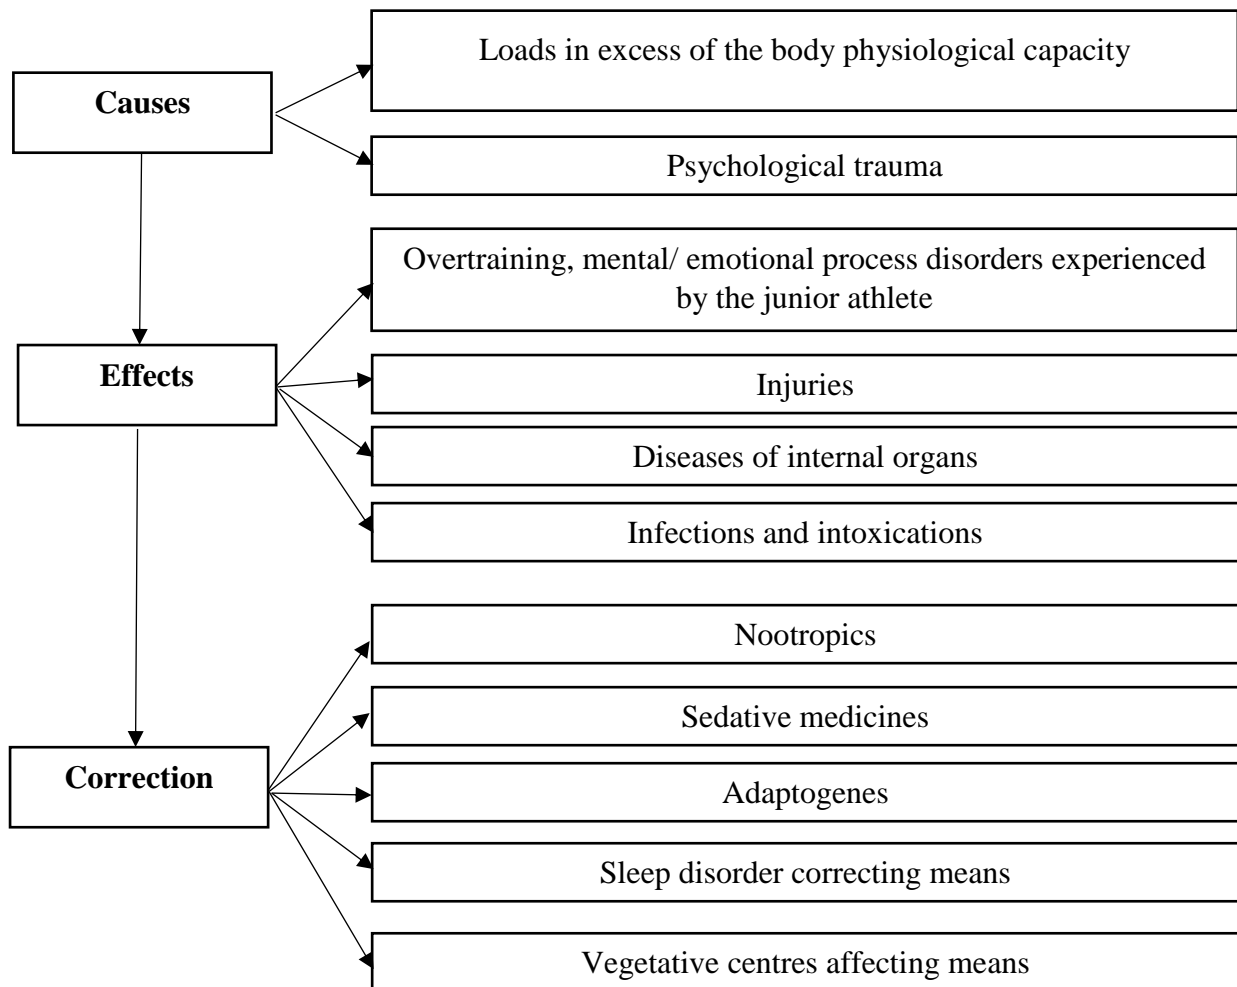 Loads in excess of the body physiological capacity
Causes
Psychological trauma
Overtraining, mental/ emotional process disorders experienced
by the junior athlete
Effects
Injuries
Diseases of internal organs
Infections and intoxications
Nootropics
Sedative medicines
Correction
Adaptogenes
Sleep disorder correcting means
Vegetative centres affecting means